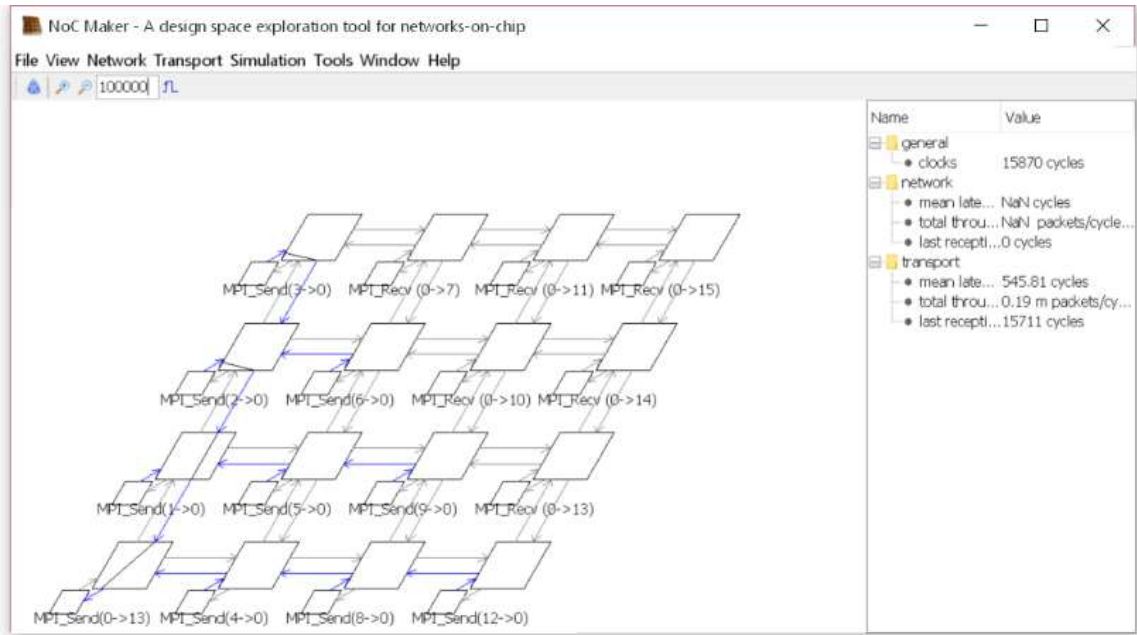 NoC Maker - A design space exploration tool for networks-on-chip
File View Network Transport Simulation Tools Window Help
100000
Name Value
general
clocks 15870 cycles
network
mean late... NaN cycles
total throu... NaN packets/cycle...
last recepti... 0 cycles
transport
mean late... 545.81 cycles
total throu... 0.19 m packets/cy...
last recepti... 15711 cycles
MPI_Send(3->0) MPI_Recv (0->7) MPI_Recv (0->11) MPI_Recv (0->15)
MPI_Send(2->0) MPI_Send(6->0) MPI_Recv (0->10) MPI_Recv (0->14)
MPI_Send(1->0) MPI_Send(5->0) MPI_Send(9->0) MPI_Recv (0->13)
MPI_Send(0->13) MPI_Send(4->0) MPI_Send(8->0) MPI_Send(12->0)